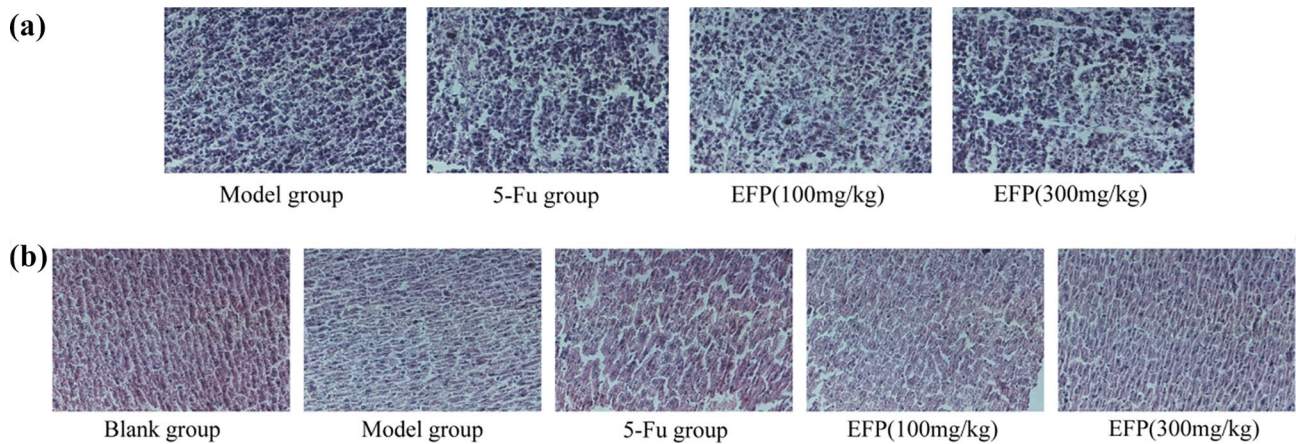 (a)
Model group
5-Fu group
EFP(100mg/kg)
EFP(300mg/kg)
(b)
Blank group
Model group
5-Fu group
EFP(100mg/kg)
EFP(300mg/kg)